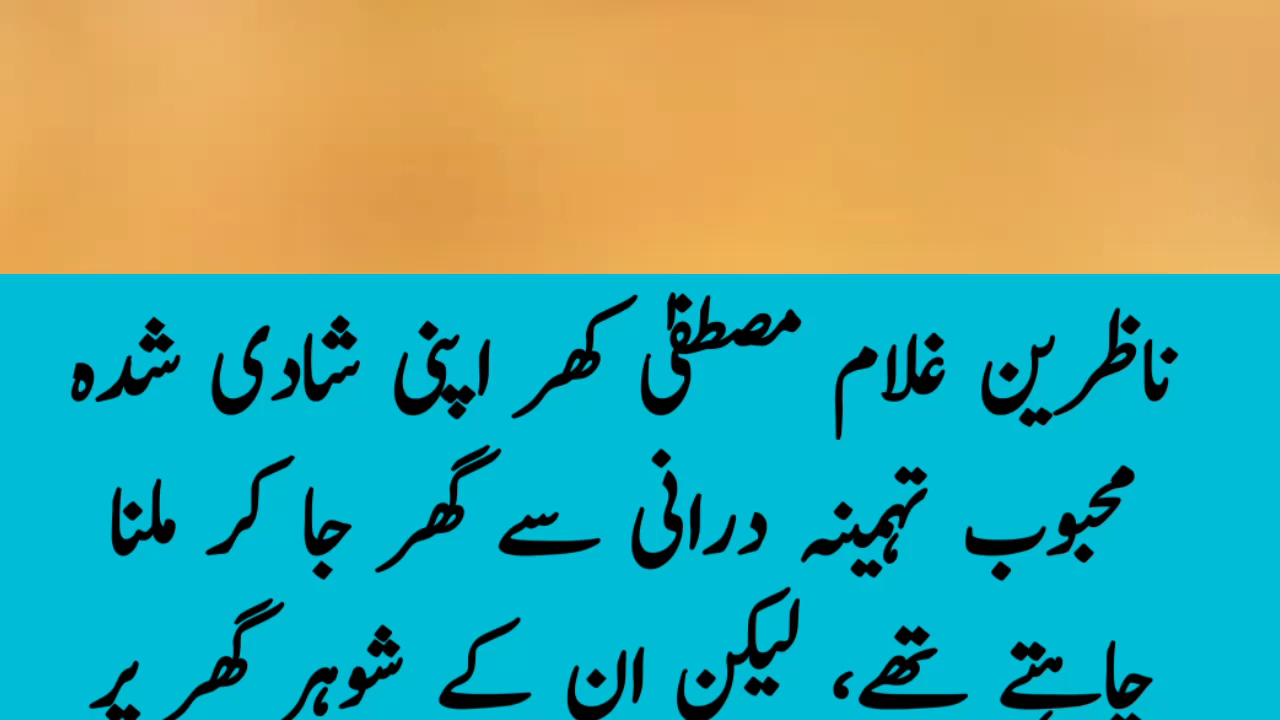 ناظرین غلام مصطفیٰ کھر اپنی شادی شدہ
محبوب تہمینہ درانی سے گھر جا کر ملنا
چاہتے تھے، لیکن ان کے شوہر گھر پر